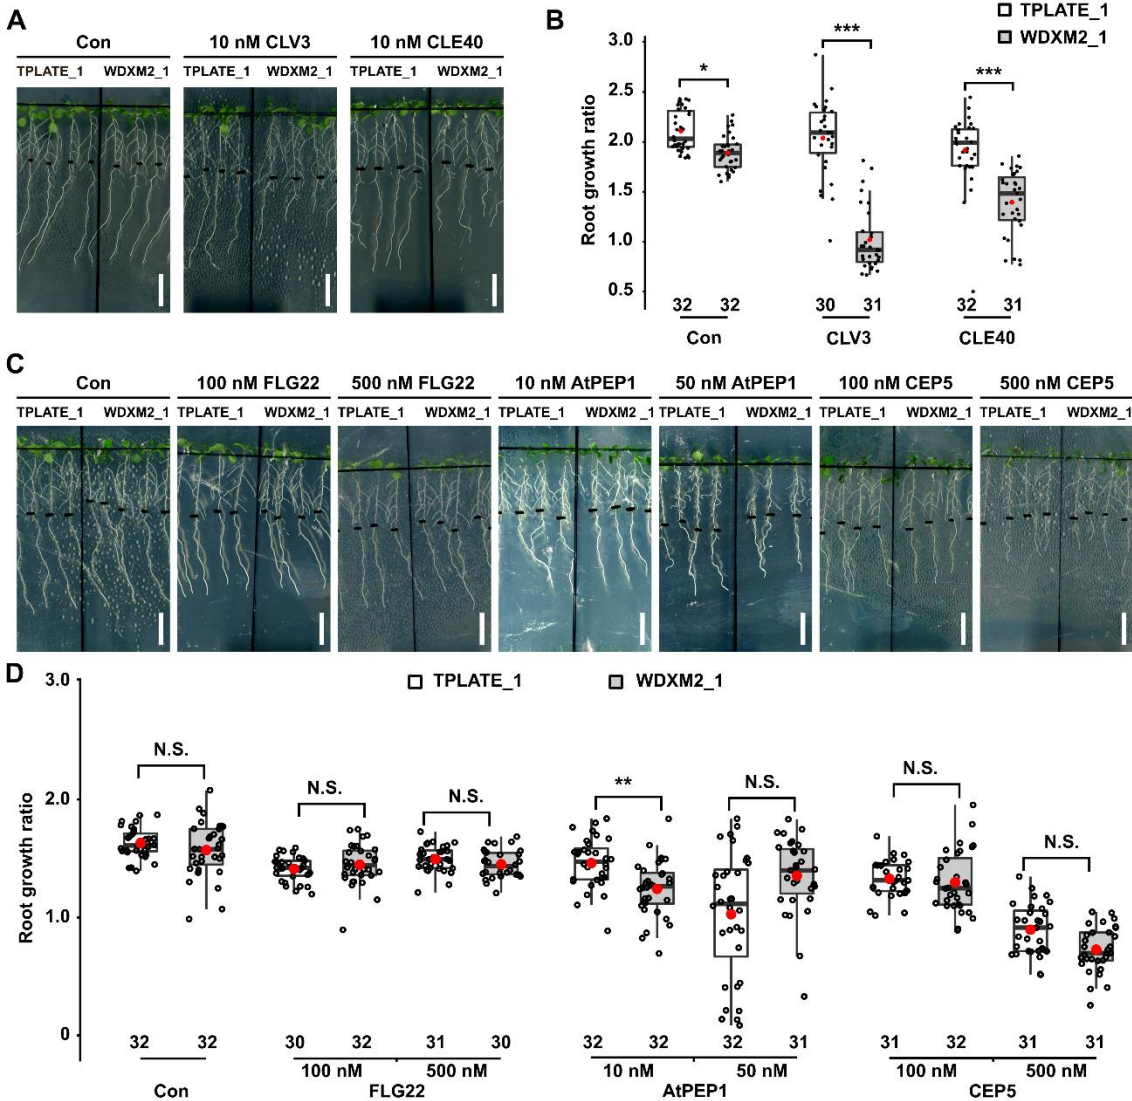 A
Con
10 nM CLV3
10 nM CLE40
TPLATE_1 WDXM2_1
TPLATE_1 WDXM2_1
TPLATE_1 WDXM2_1
B
TPLATE_1
WDXM2_1
Root growth ratio
3.0
2.5
2.0
1.5
1.0
0.5
*
***
***
32 32 30 31 32 31
Con CLV3 CLE40
C
Con
100 nM FLG22
500 nM FLG22
10 nM AtPEP1
50 nM AtPEP1
100 nM CEP5
500 nM CEP5
TPLATE_1 WDXM2_1
TPLATE_1 WDXM2_1
TPLATE_1 WDXM2_1
TPLATE_1 WDXM2_1
TPLATE_1 WDXM2_1
TPLATE_1 WDXM2_1
TPLATE_1 WDXM2_1
D
TPLATE_1 WDXM2_1
Root growth ratio
3.0
2.0
1.0
0
N.S.
N.S.
N.S.
**
N.S.
N.S.
N.S.
32 32 30 32 31 30 32 32 32 31 31 32 31 31
100 nM 500 nM 10 nM 50 nM 100 nM 500 nM
Con FLG22 AtPEP1 CEP5